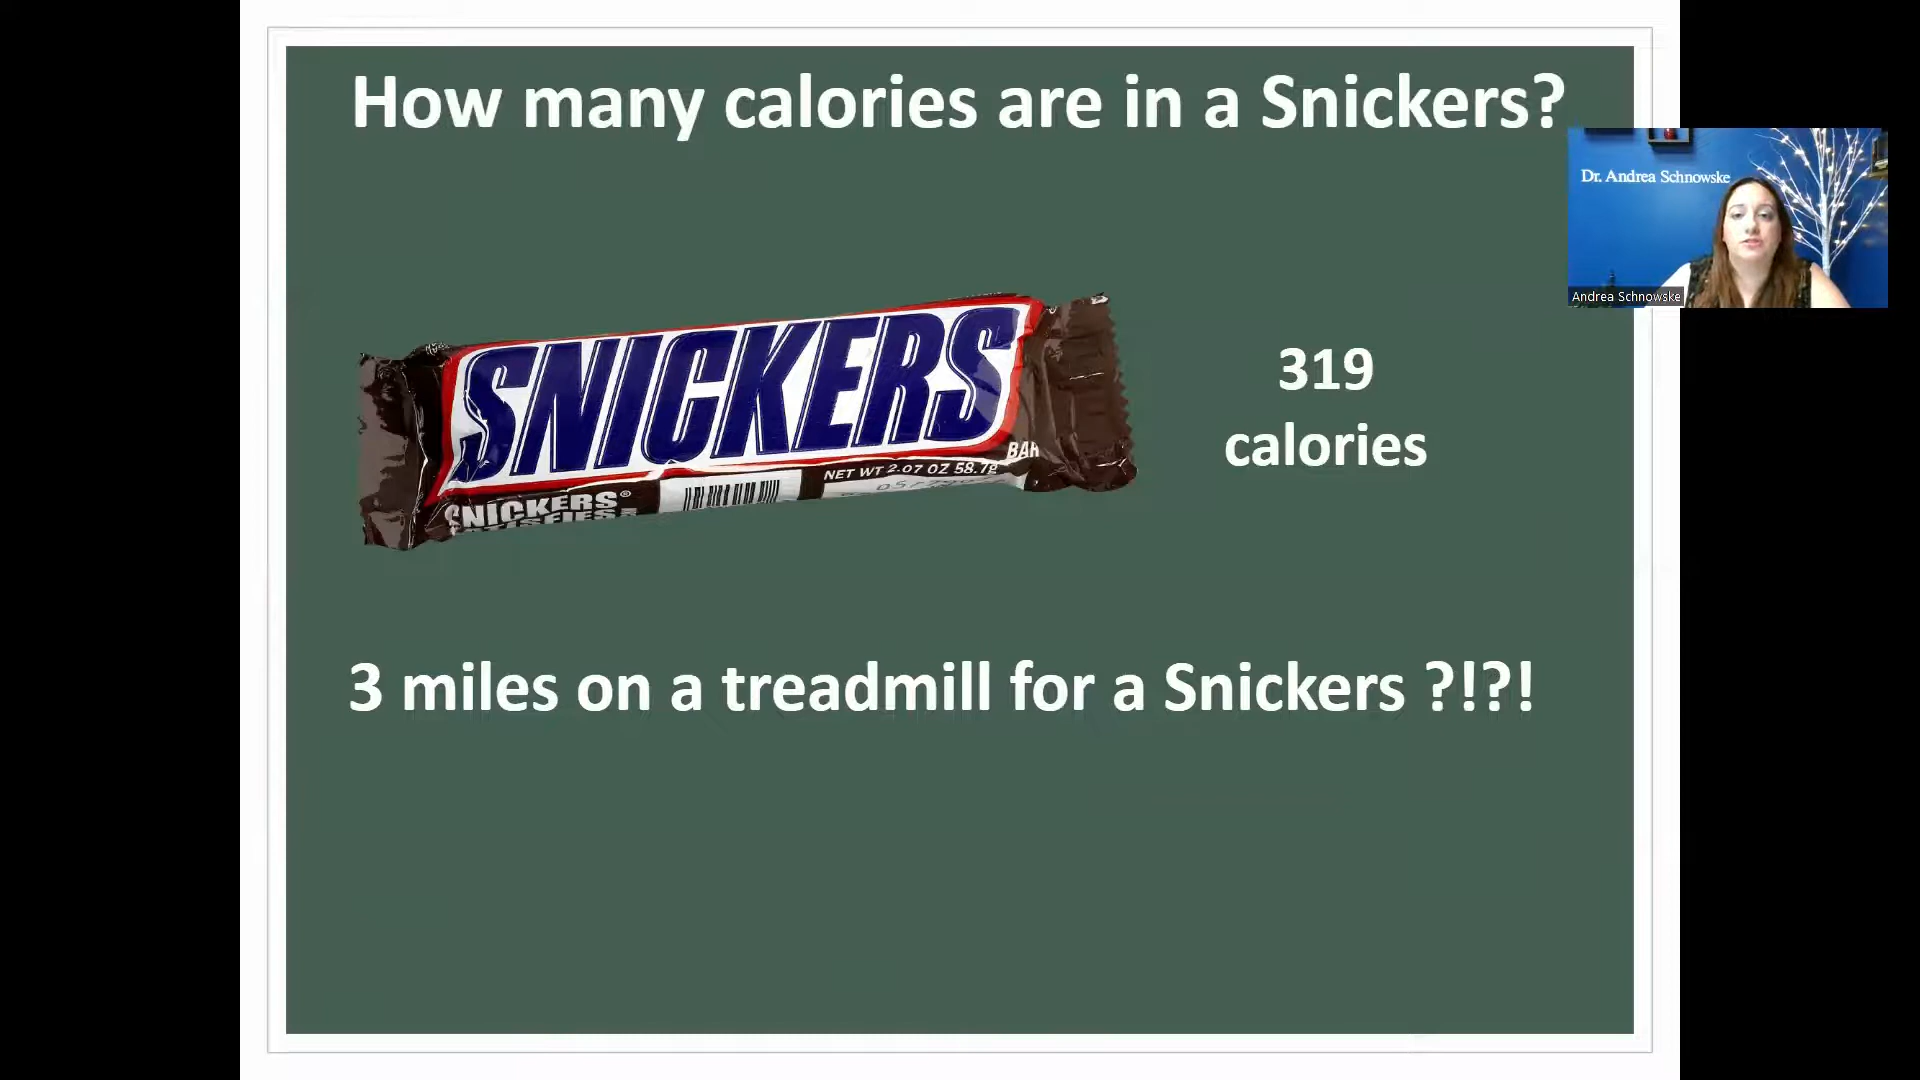 How many calories are in a Snickers?
Dr. Andrea Schnowske
Andrea Schnowske
SNICKERS
BAR
NET WT 2.07 OZ 58.7g
SNICKERS®
SATISFIES
319
calories
3 miles on a treadmill for a Snickers ?!?!